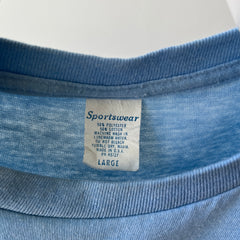 Sportswear
50% POLYESTER
50% COTTON
MACHINE WASH IN
LUKEWARM WATER.
DO NOT BLEACH
TUMBLE DRY, WARM.
MADE IN U.S.A.
LARGE